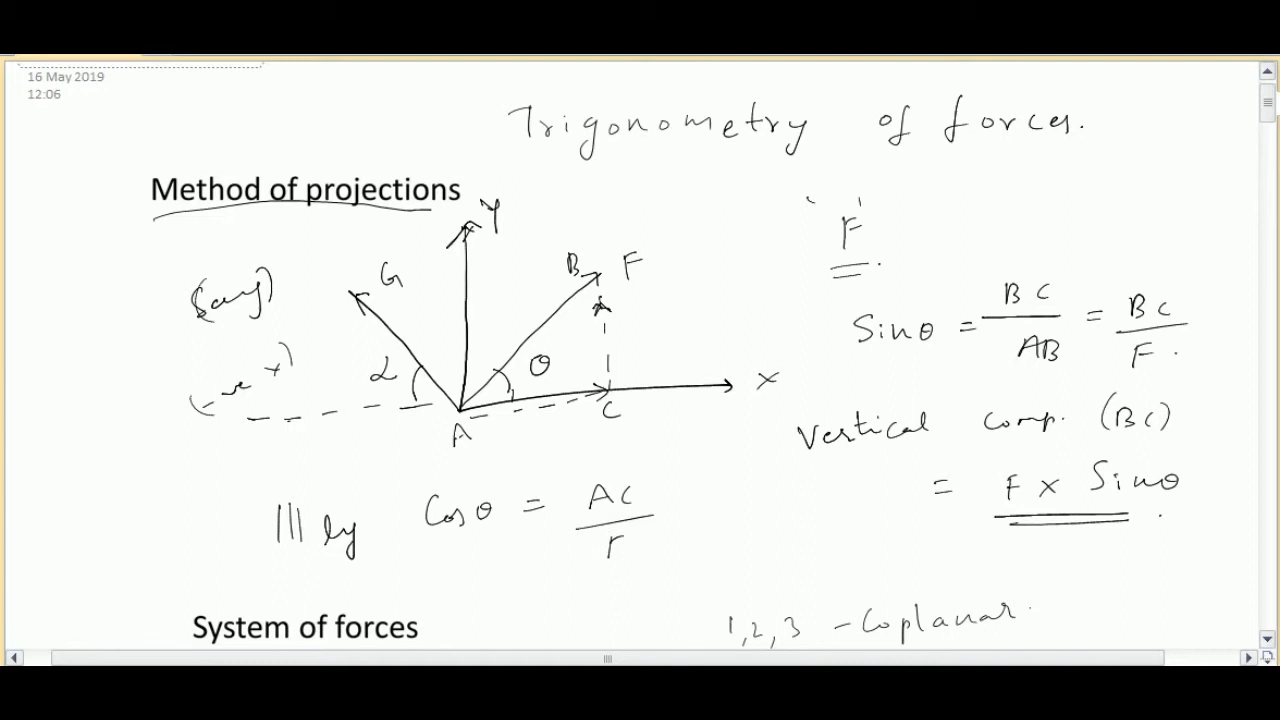 16 May 2019
12:06
Trigonometry of forces.
Method of projections
Y
G
B F
F
(say)
Sinθ = BC / AB = BC / F.
α
θ
(-ve x)
x
A
C
Vertical comp. (BC)
= F x Sinθ.
|||ly Cosθ = AC / F
System of forces
1, 2, 3 - Coplanar.